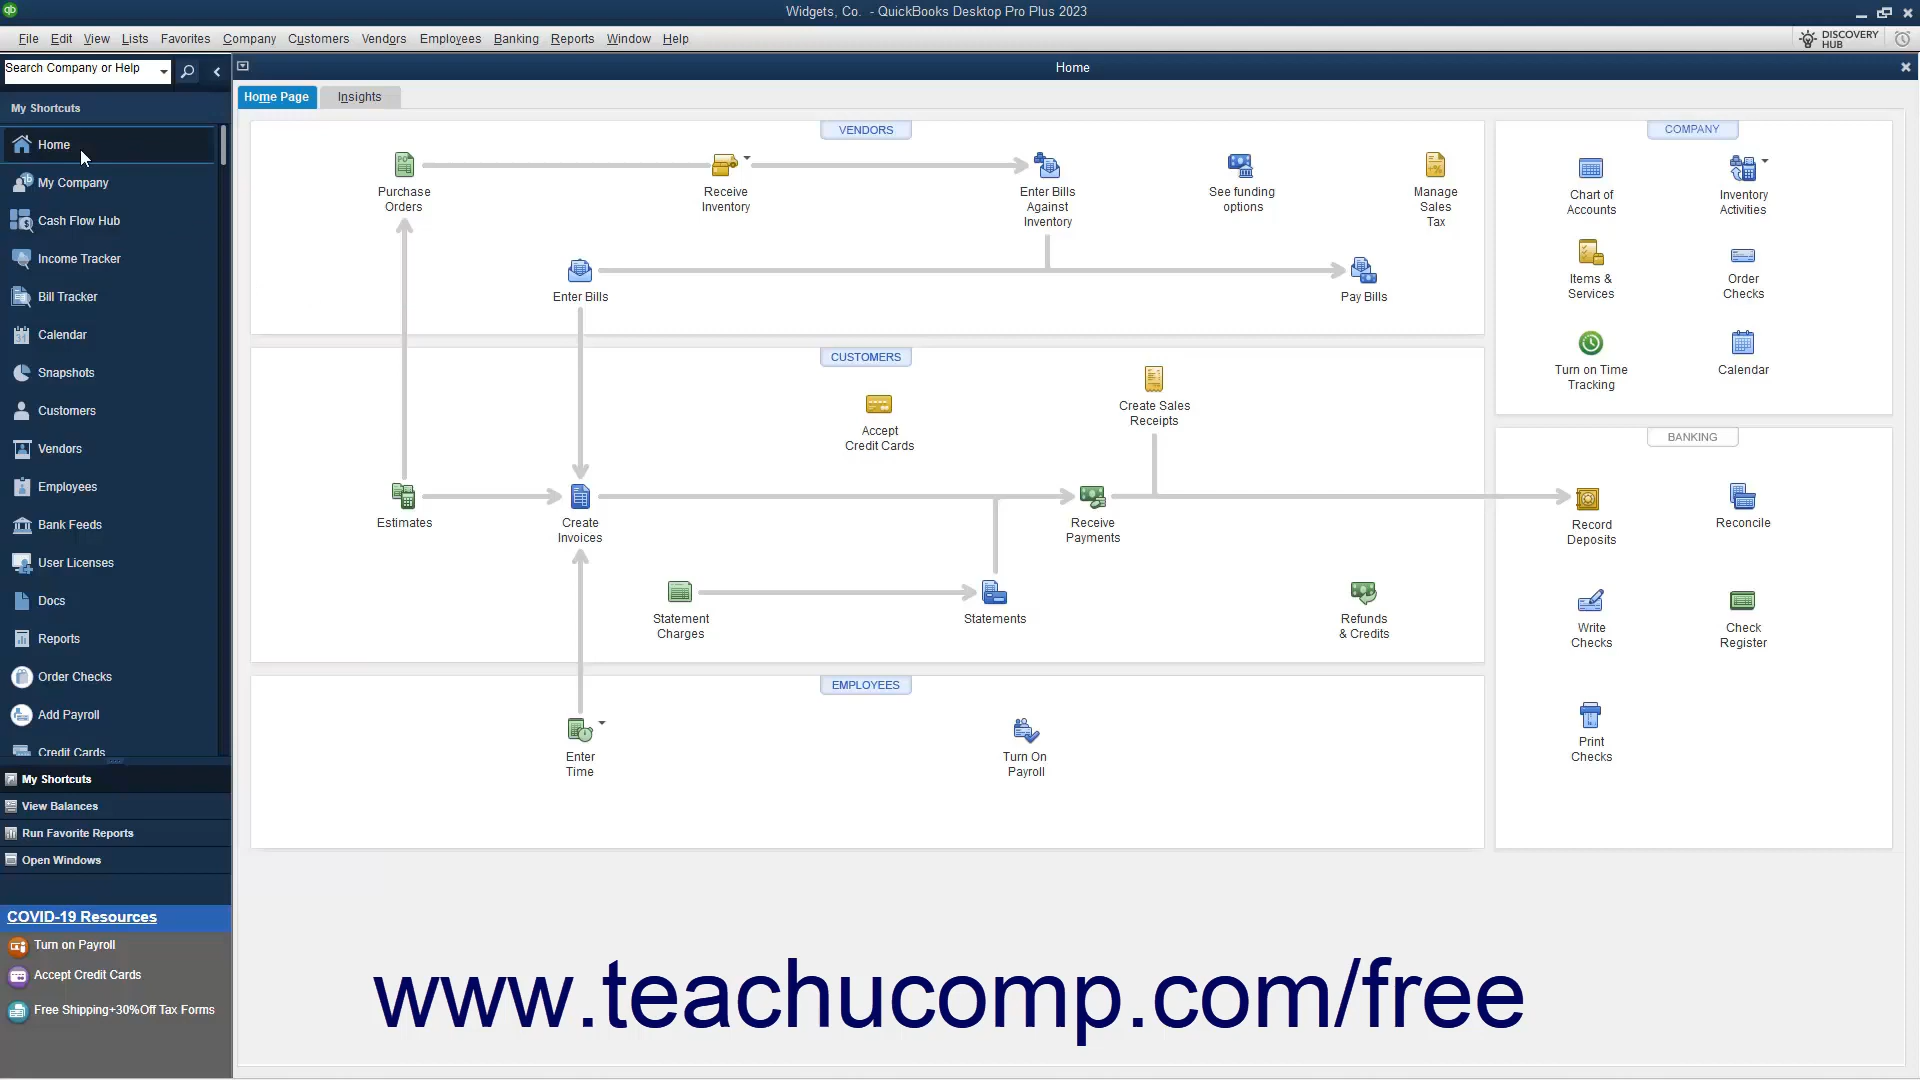 Widgets, Co. - QuickBooks Desktop Pro Plus 2023
File Edit View Lists Favorites Company Customers Vendors Employees Banking Reports Window Help
DISCOVERY
HUB
Search Company or Help
Home
My Shortcuts
Home
My Company
Cash Flow Hub
Income Tracker
Bill Tracker
Calendar
Snapshots
Customers
Vendors
Employees
Bank Feeds
User Licenses
Docs
Reports
Order Checks
Add Payroll
Credit Cards
My Shortcuts
View Balances
Run Favorite Reports
Open Windows
COVID-19 Resources
Turn on Payroll
Accept Credit Cards
Free Shipping+30%Off Tax Forms
Home Page
Insights
VENDORS
Purchase
Orders
Receive
Inventory
Enter Bills
Against
Inventory
See funding
options
Manage
Sales
Tax
Enter Bills
Pay Bills
CUSTOMERS
Accept
Credit Cards
Create Sales
Receipts
Estimates
Create
Invoices
Receive
Payments
Statement
Charges
Statements
Refunds
& Credits
EMPLOYEES
Enter
Time
Turn On
Payroll
COMPANY
Chart of
Accounts
Inventory
Activities
Items &
Services
Order
Checks
Turn on Time
Tracking
Calendar
BANKING
Record
Deposits
Reconcile
Write
Checks
Check
Register
Print
Checks
www.teachucomp.com/free